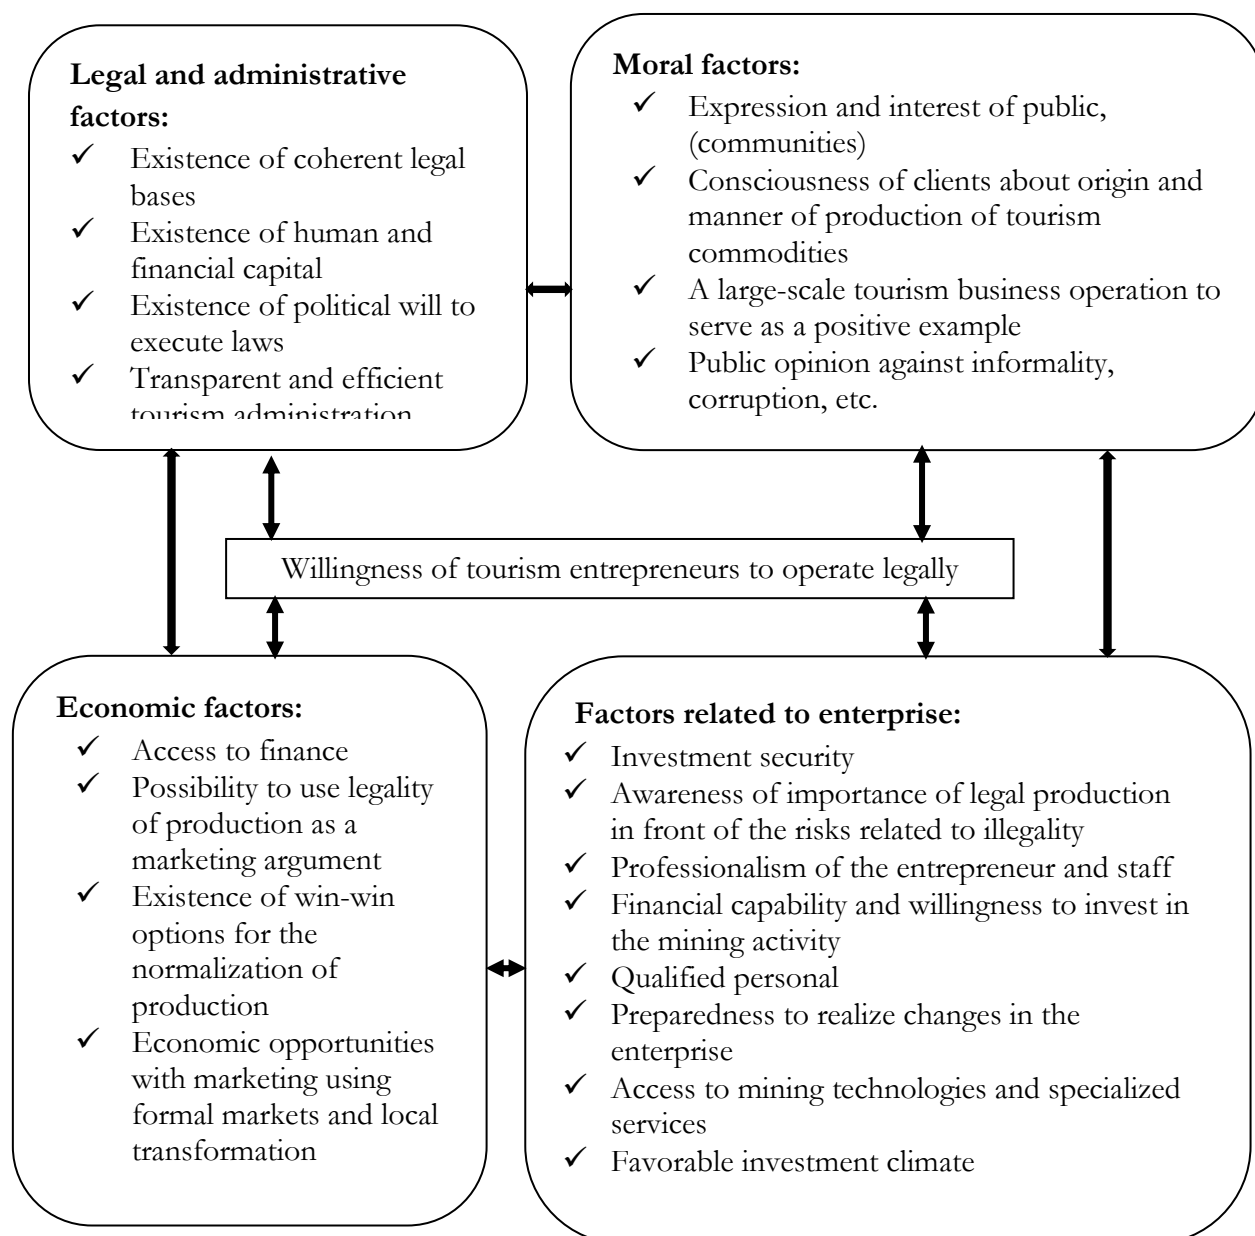 Legal and administrative
factors:
✓ Existence of coherent legal
bases
✓ Existence of human and
financial capital
✓ Existence of political will to
execute laws
✓ Transparent and efficient
tourism administration
Moral factors:
✓ Expression and interest of public,
(communities)
✓ Consciousness of clients about origin and
manner of production of tourism
commodities
✓ A large-scale tourism business operation to
serve as a positive example
✓ Public opinion against informality,
corruption, etc.
Willingness of tourism entrepreneurs to operate legally
Economic factors:
✓ Access to finance
✓ Possibility to use legality
of production as a
marketing argument
✓ Existence of win-win
options for the
normalization of
production
✓ Economic opportunities
with marketing using
formal markets and local
transformation
Factors related to enterprise:
✓ Investment security
✓ Awareness of importance of legal production
in front of the risks related to illegality
✓ Professionalism of the entrepreneur and staff
✓ Financial capability and willingness to invest in
the mining activity
✓ Qualified personal
✓ Preparedness to realize changes in the
enterprise
✓ Access to mining technologies and specialized
services
✓ Favorable investment climate